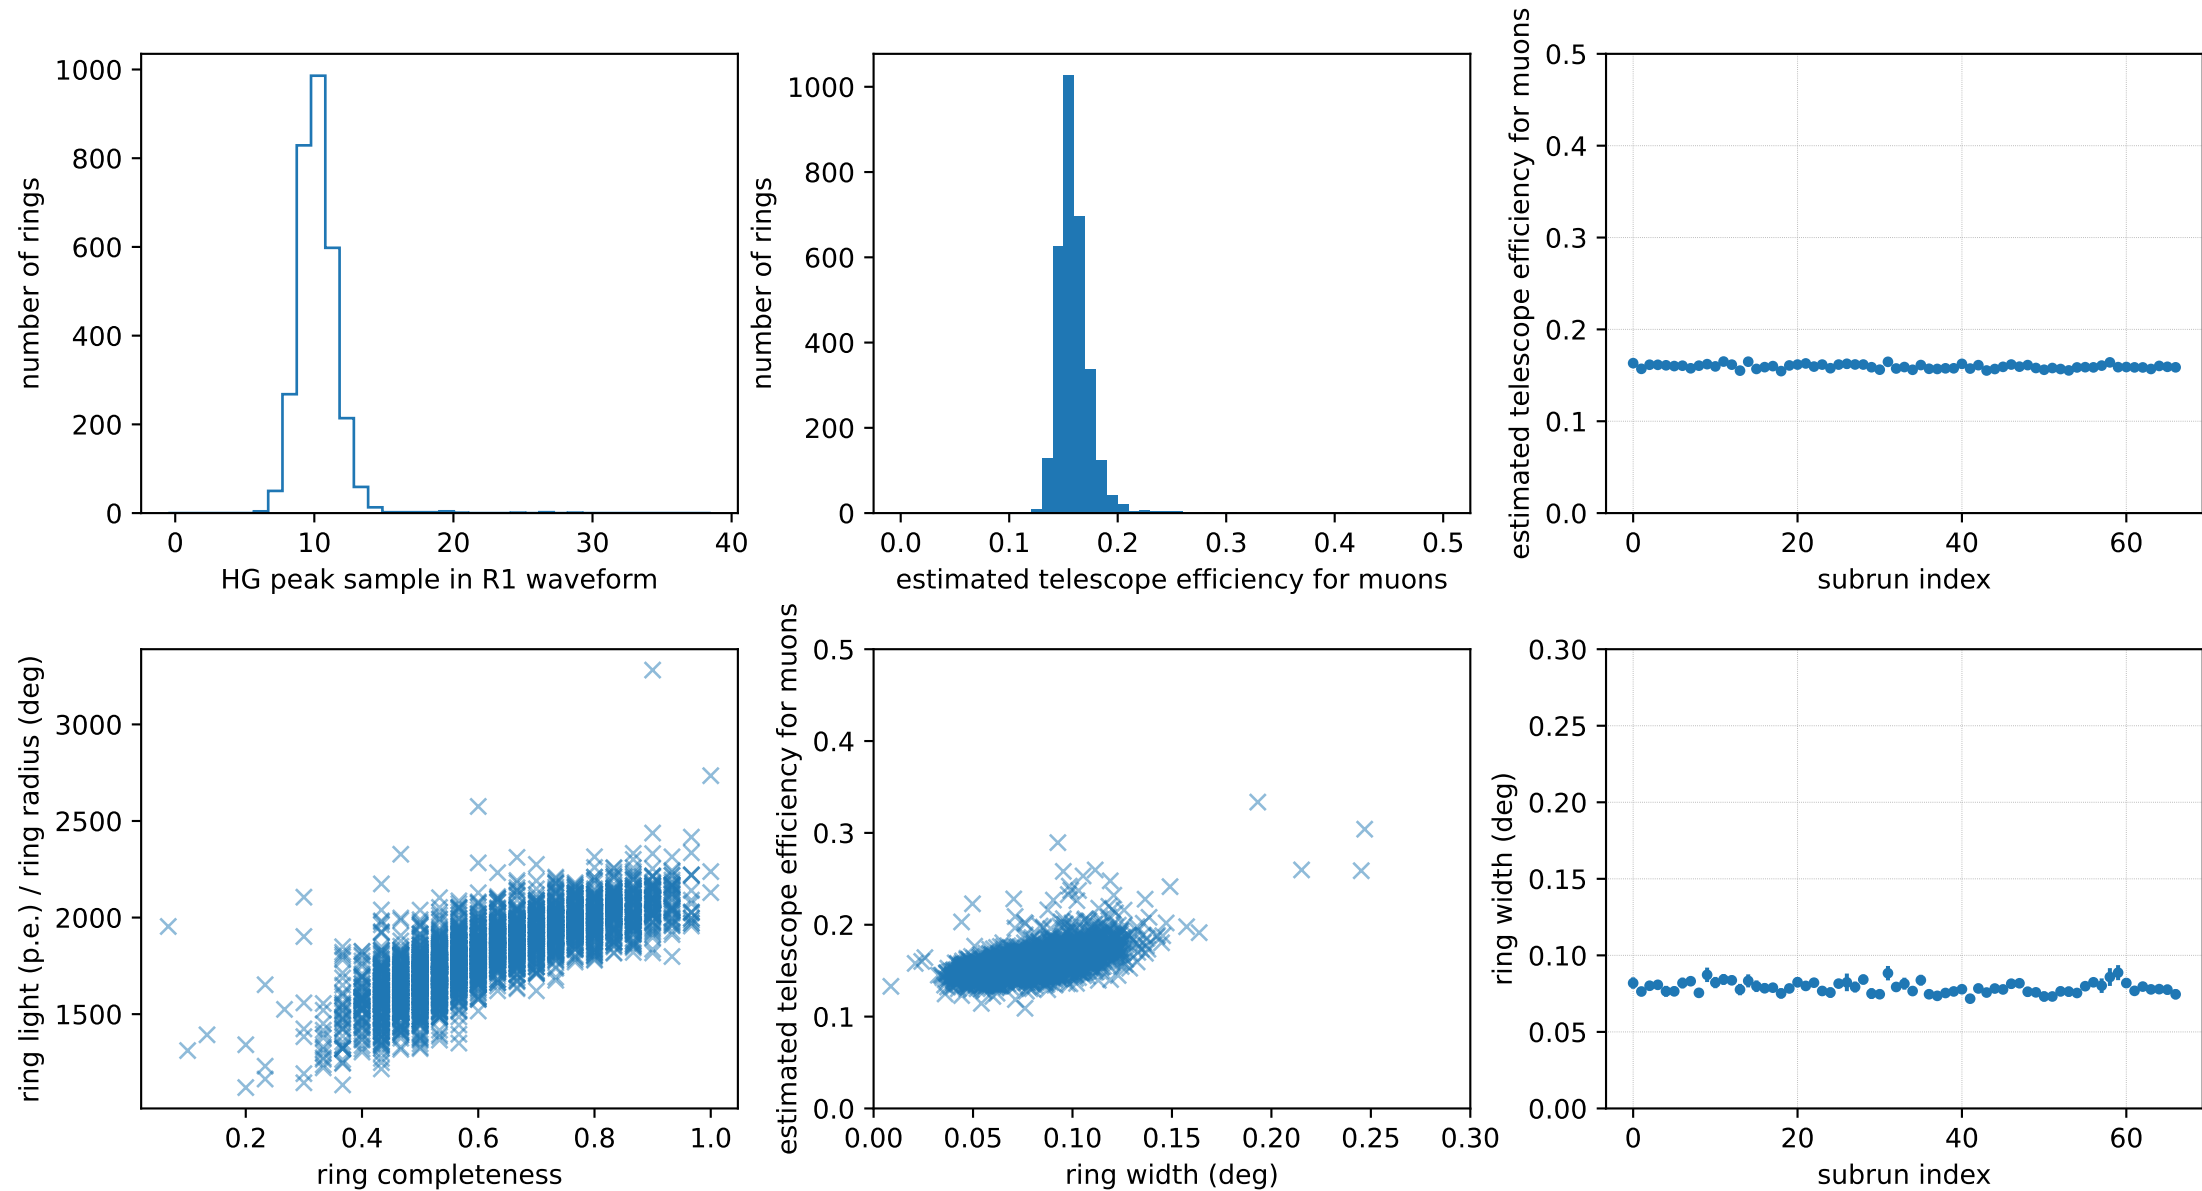 number of rings
1000
800
600
400
200
0
0 10 20 30 40
HG peak sample in R1 waveform
number of rings
1000
800
600
400
200
0
0.0 0.1 0.2 0.3 0.4 0.5
estimated telescope efficiency for muons
estimated telescope efficiency for muons
0.5
0.4
0.3
0.2
0.1
0.0
0 20 40 60
subrun index
ring light (p.e.) / ring radius (deg)
3000
2500
2000
1500
0.2 0.4 0.6 0.8 1.0
ring completeness
estimated telescope efficiency for muons
0.5
0.4
0.3
0.2
0.1
0.0
0.00 0.05 0.10 0.15 0.20 0.25 0.30
ring width (deg)
ring width (deg)
0.30
0.25
0.20
0.15
0.10
0.05
0.00
0 20 40 60
subrun index